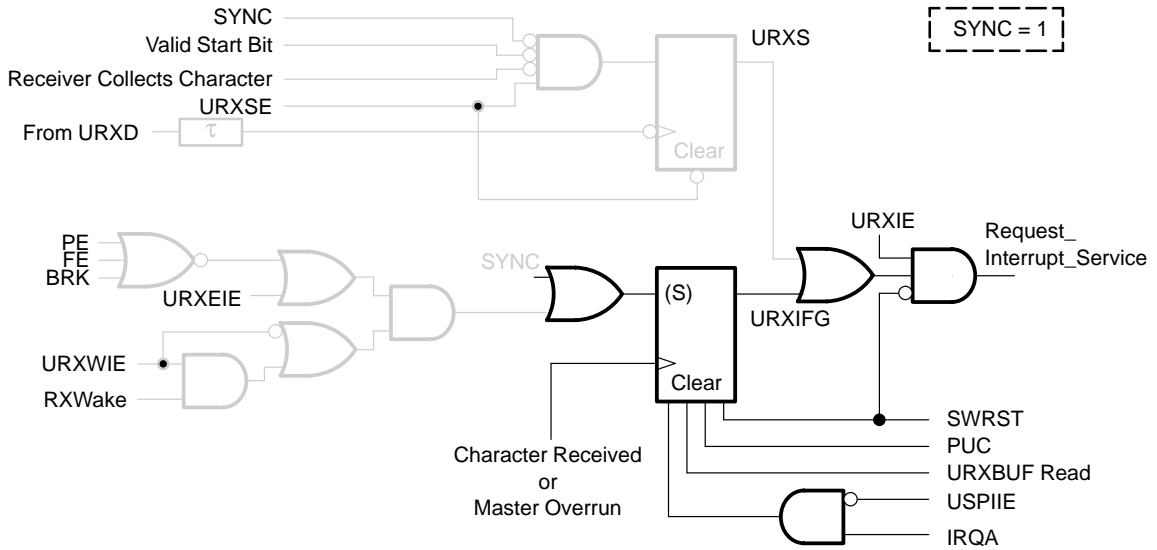 SYNC
SYNC = 1
URXS
Valid Start Bit
Receiver Collects Character
URXSE
From URXD
τ
Clear
URXIE
Request_
Interrupt_Service
PE
FE
BRK
SYNC
URXEIE
(S)
URXIFG
URXWIE
RXWake
Clear
SWRST
PUC
URXBUF Read
USPIIE
IRQA
Character Received
or
Master Overrun